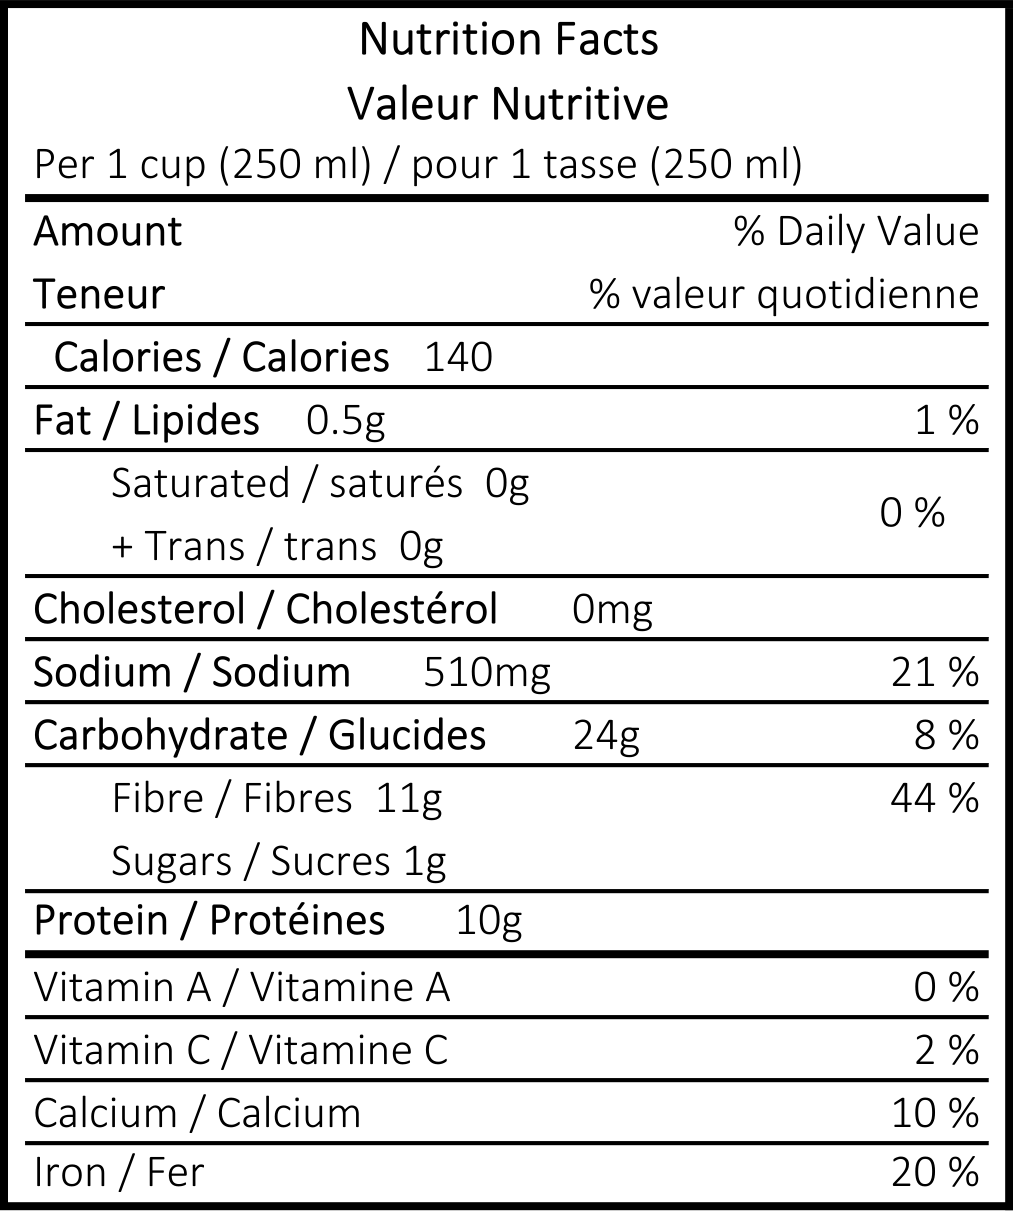 Nutrition Facts
Valeur Nutritive
Per 1 cup (250 ml) / pour 1 tasse (250 ml)
Amount % Daily Value
Teneur % valeur quotidienne
Calories / Calories 140
Fat / Lipides 0.5g 1 %
Saturated / saturés 0g
0 %
+ Trans / trans 0g
Cholesterol / Cholestérol 0mg
Sodium / Sodium 510mg 21 %
Carbohydrate / Glucides 24g 8 %
Fibre / Fibres 11g 44 %
Sugars / Sucres 1g
Protein / Protéines 10g
Vitamin A / Vitamine A 0 %
Vitamin C / Vitamine C 2 %
Calcium / Calcium 10 %
Iron / Fer 20 %